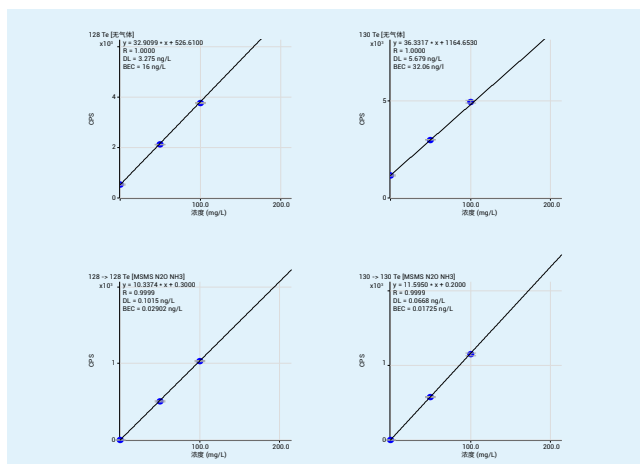 128 Te [无气体]
x10³
y = 32.9099 * x + 526.6100
R = 1.0000
DL = 3.275 ng/L
BEC = 16 ng/L
4
2
0
CPS
100.0
200.0
浓度 (mg/L)
130 Te [无气体]
x10³
y = 36.3317 * x + 1164.6530
R = 1.0000
DL = 5.679 ng/L
BEC = 32.06 ng/l
5
0
CPS
100.0
200.0
浓度 (mg/L)
128 -> 128 Te [MSMS N2O NH3]
x10³
y = 10.3374 * x + 0.3000
R = 0.9999
DL = 0.1015 ng/L
BEC = 0.02902 ng/L
1
0
CPS
100.0
200.0
浓度 (mg/L)
130 -> 130 Te [MSMS N2O NH3]
x10³
y = 11.5950 * x + 0.2000
R = 0.9999
DL = 0.0668 ng/L
BEC = 0.01725 ng/L
1
0
CPS
100.0
200.0
浓度 (mg/L)